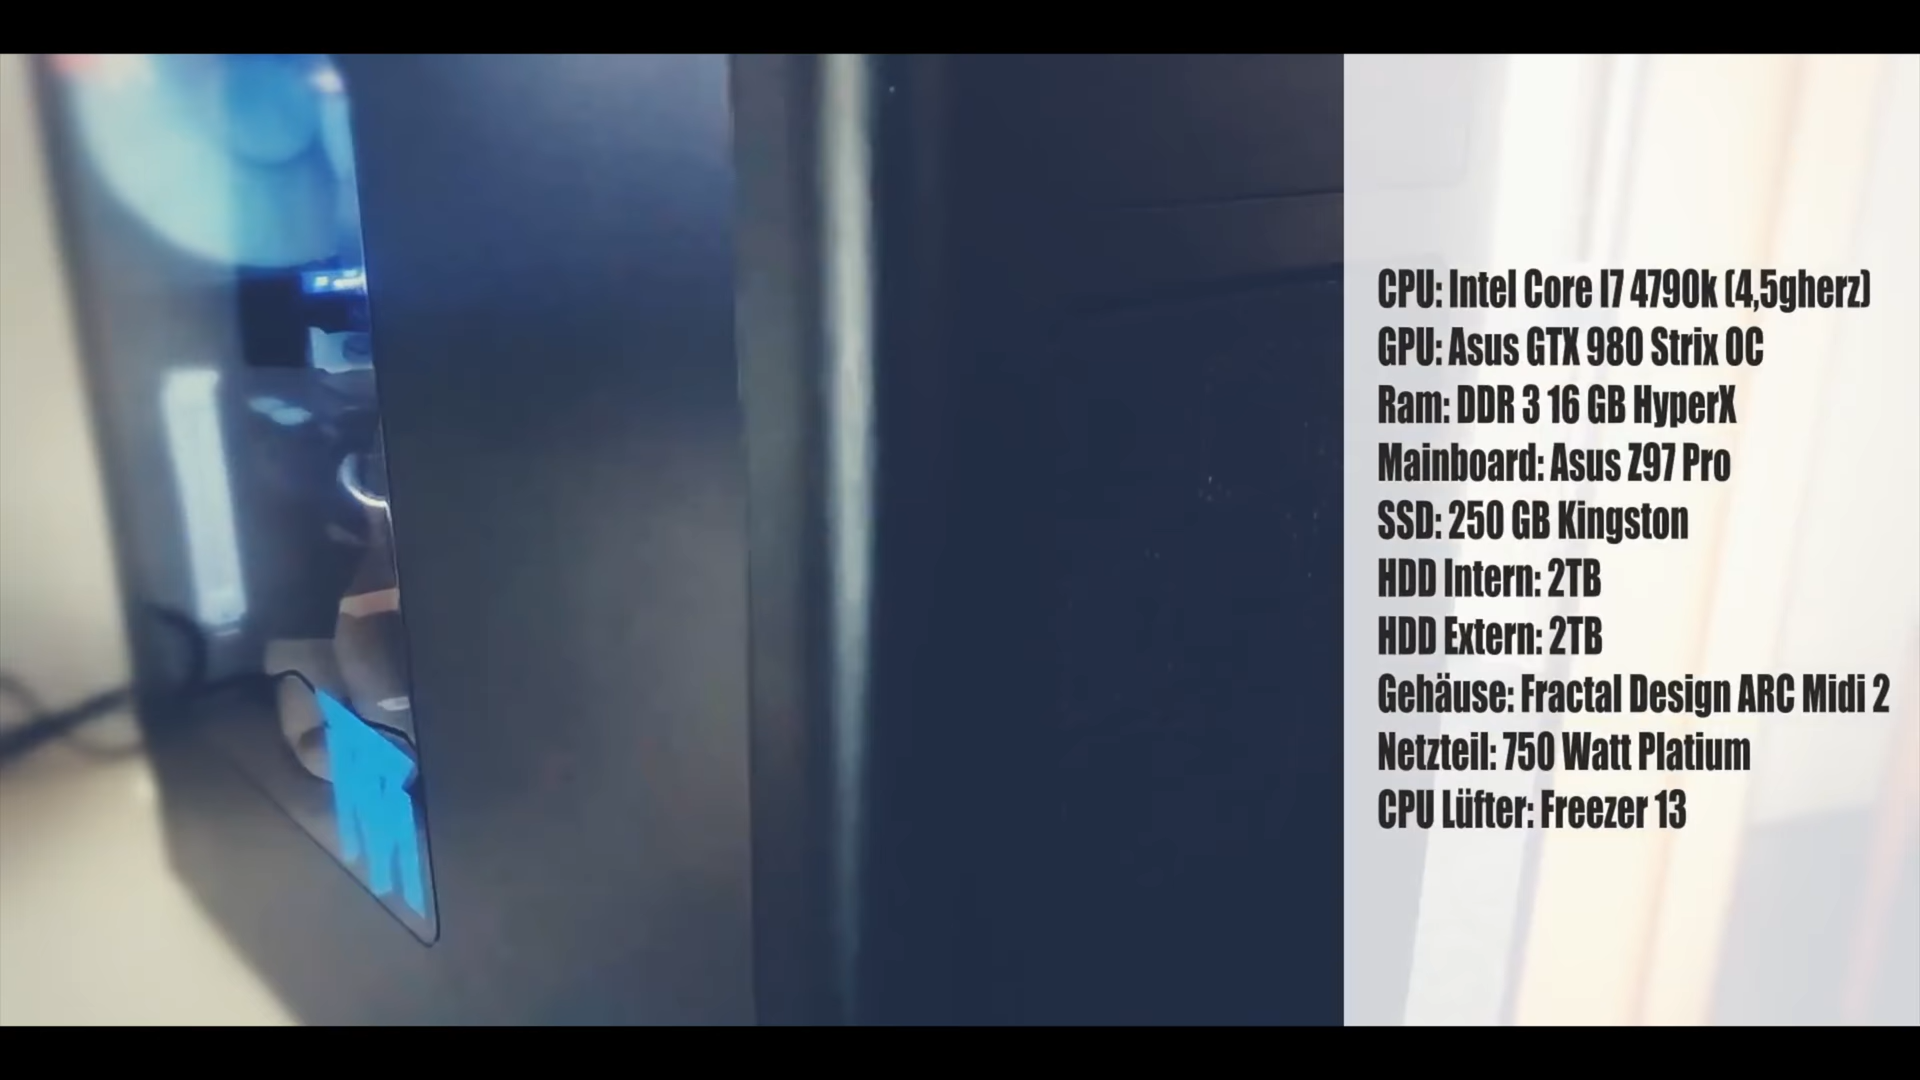 CPU: Intel Core I7 4790k (4,5gherz)
GPU: Asus GTX 980 Strix OC
Ram: DDR 3 16 GB HyperX
Mainboard: Asus Z97 Pro
SSD: 250 GB Kingston
HDD Intern: 2TB
HDD Extern: 2TB
Gehäuse: Fractal Design ARC Midi 2
Netzteil: 750 Watt Platium
CPU Lüfter: Freezer 13